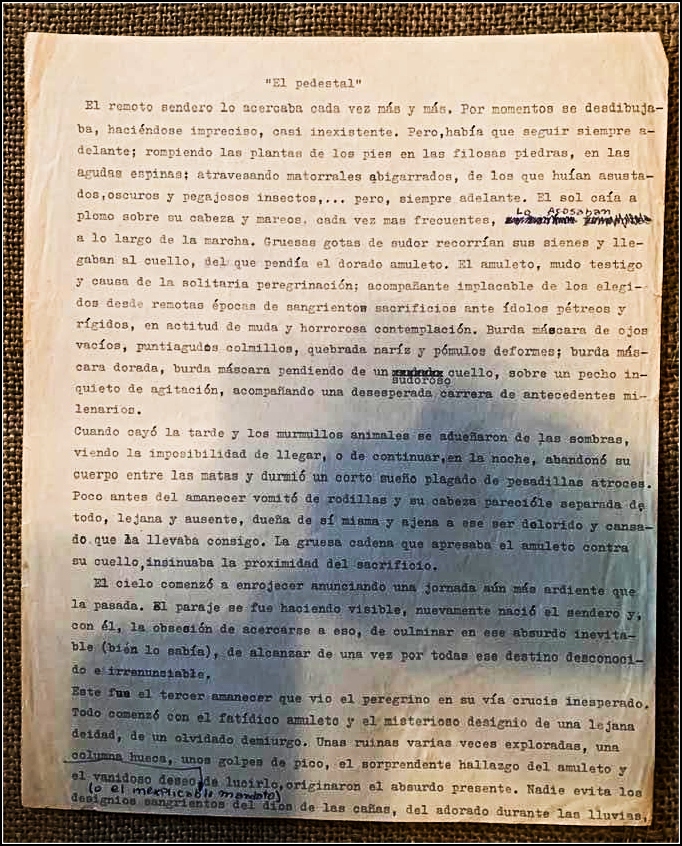 "El pedestal"
El remoto sendero lo acercaba cada vez más y más. Por momentos se desdibuja-
ba, haciéndose impreciso, casi inexistente. Pero,había que seguir siempre a-
delante; rompiendo las plantas de los pies en las filosas piedras, en las
agudas espinas; atravesando matorrales abigarrados, de los que huían asusta-
dos,oscuros y pegajosos insectos,... pero, siempre adelante. El sol caía a
plomo sobre su cabeza y mareos, cada vez mas frecuentes, Lo Acosaban
a lo largo de la marcha. Gruesas gotas de sudor recorrían sus sienes y lle-
gaban al cuello, del que pendía el dorado amuleto. El amuleto, mudo testigo
y causa de la solitaria peregrinación; acompañante implacable de los elegi-
dos desde remotas épocas de sangrientos sacrificios ante ídolos pétreos y
rígidos, en actitud de muda y horrorosa contemplación. Burda máscara de ojos
vacíos, puntiagudos colmillos, quebrada naríz y pómulos deformes; burda más-
cara dorada, burda máscara pendiendo de un cuello, sobre un pecho in-
sudoroso
quieto de agitación, acompañando una desesperada carrera de antecedentes mi-
lenarios.
Cuando cayó la tarde y los murmullos animales se adueñaron de las sombras,
viendo la imposibilidad de llegar, o de continuar,en la noche, abandonó su
cuerpo entre las matas y durmió un corto sueño plagado de pesadillas atroces.
Poco antes del amanecer vomitó de rodillas y su cabeza parecióle separada de
todo, lejana y ausente, dueña de sí misma y ajena a ese ser delorido y cansa-
do que la llevaba consigo. La gruesa cadena que apresaba el amuleto contra
su cuello,insinuaba la proximidad del sacrificio.
El cielo comenzó a enrojecer anunciando una jornada aún más ardiente que
la pasada. El paraje se fue haciendo visible, nuevamente nació el sendero y,
con él, la obsesión de acercarse a eso, de culminar en ese absurdo inevita-
ble (bien lo sabía), de alcanzar de una vez por todas ese destino desconoci-
do e irrenunciable.
Este fue el tercer amanecer que vio el peregrino en su vía crucis inesperado.
Todo comenzó con el fatídico amuleto y el misterioso designio de una lejana
deidad, de un olvidado demiurgo. Unas ruinas varias veces exploradas, una
columna hueca, unos golpes de pico, el sorprendente hallazgo del amuleto y
el vanidoso deseo de lucirlo,originaron el absurdo presente. Nadie evita los
(o el inexplicable mandato)
designios sangrientos del dios de las cañas, del adorado durante las lluvias,